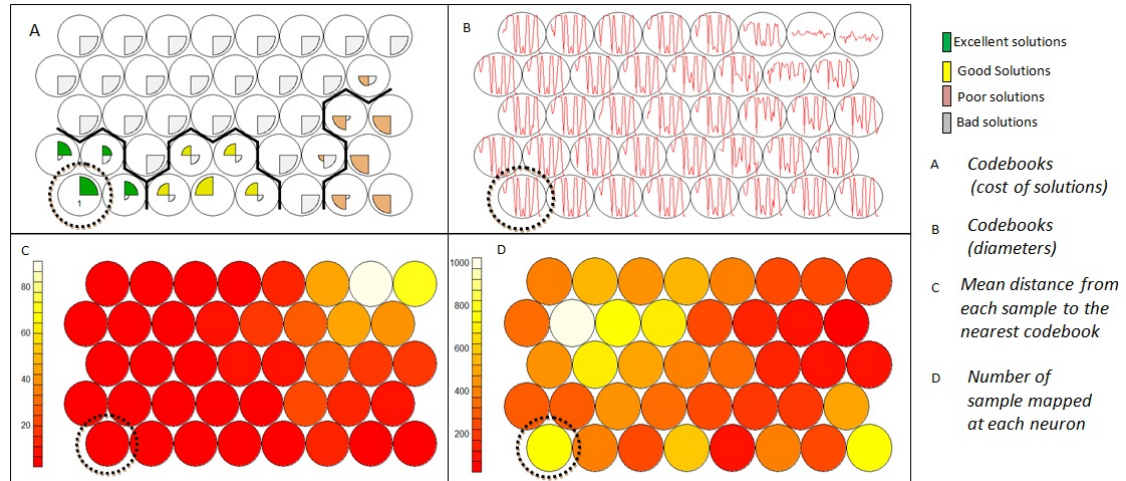 A
1
B
C
80
60
40
20
D
1000
800
600
400
200
Excellent solutions
Good Solutions
Poor solutions
Bad solutions
A Codebooks
(cost of solutions)
B Codebooks
(diameters)
C Mean distance from
each sample to the
nearest codebook
D Number of
sample mapped
at each neuron